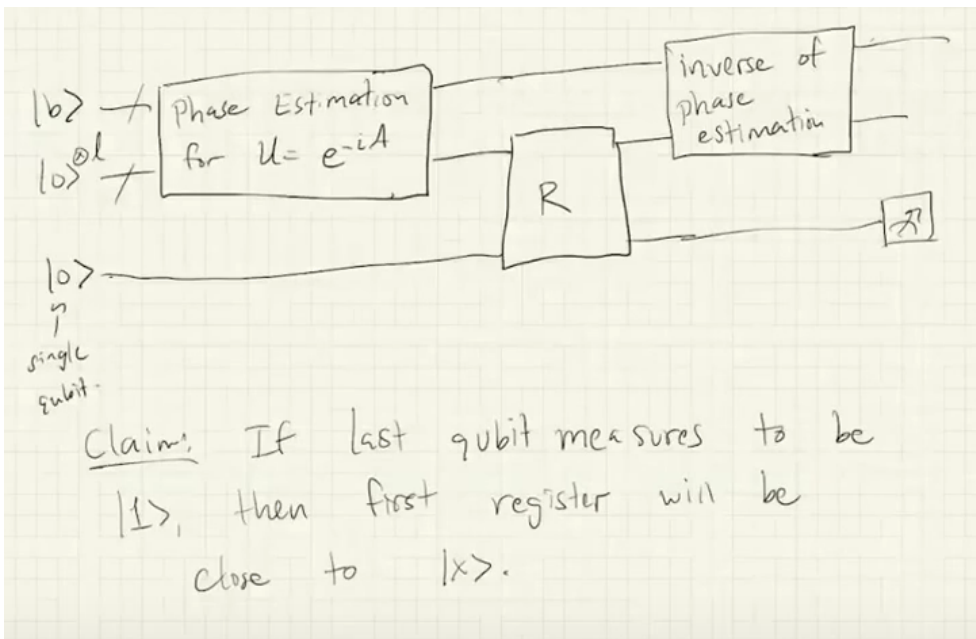 |b>
Phase Estimation
for U = e^{-iA}
|0>^{⊗l}
inverse of
phase
estimation
R
|0>
↑
single
qubit.
Claim: If last qubit measures to be
|1>, then first register will be
close to |x>.